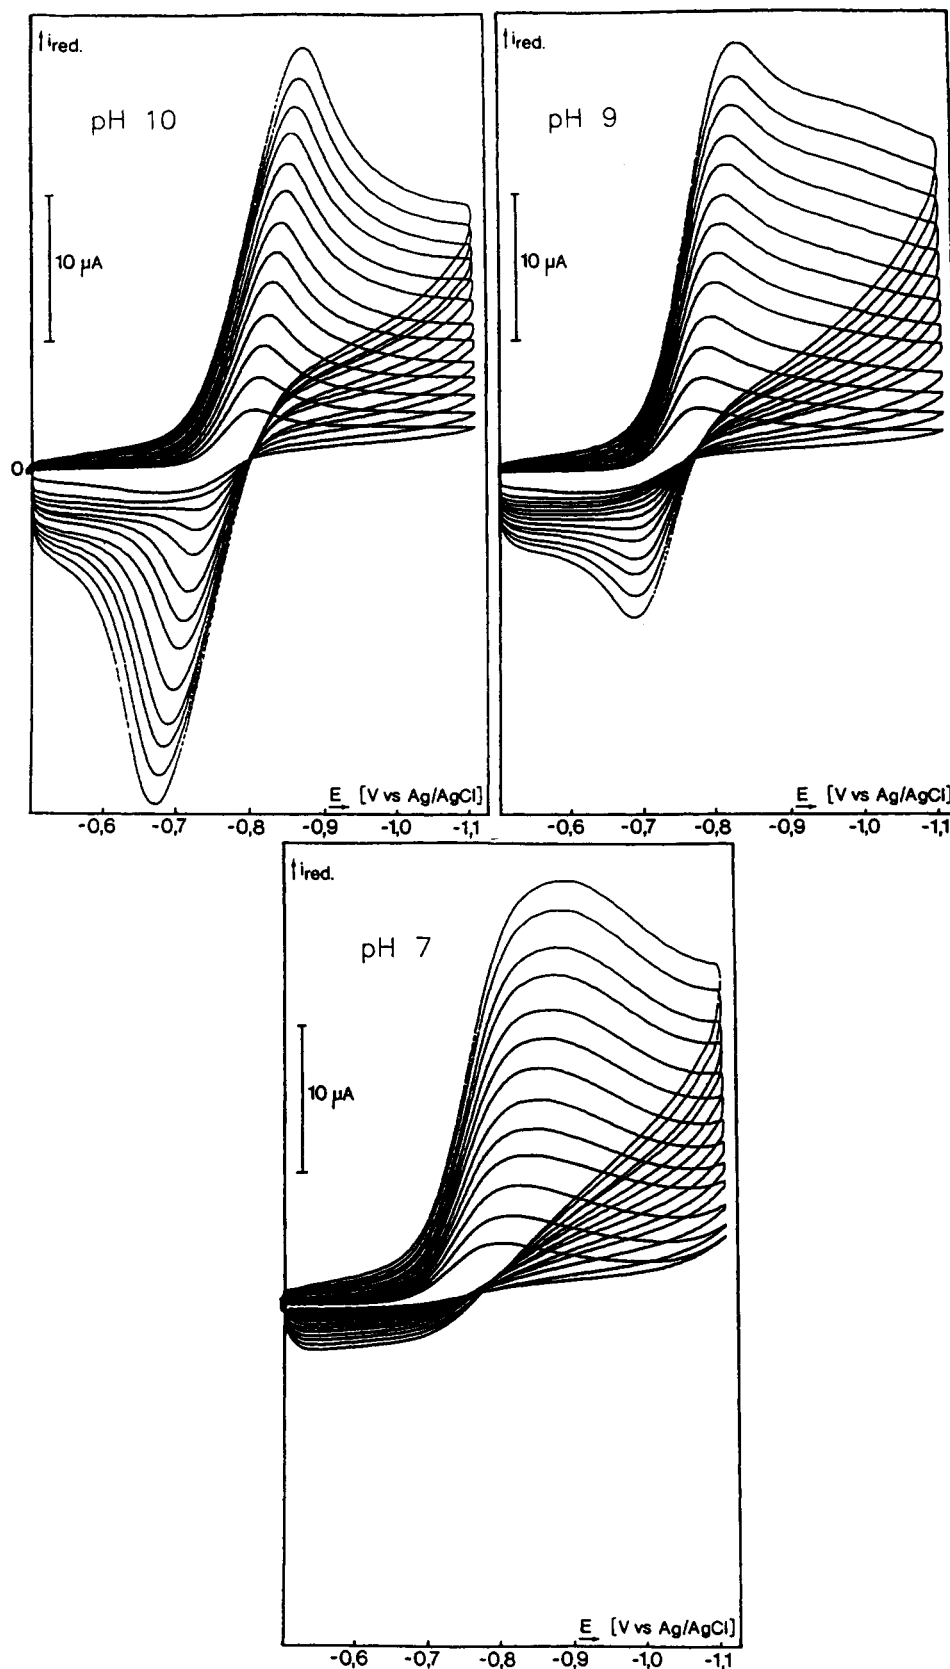 ↑ired.
pH 10
10 µA
0
E [V vs Ag/AgCl]
-0,6 -0,7 -0,8 -0,9 -1,0 -1,1
↑ired.
pH 9
10 µA
E [V vs Ag/AgCl]
-0,6 -0,7 -0,8 -0,9 -1,0 -1,1
↑ired.
pH 7
10 µA
E [V vs Ag/AgCl]
-0,6 -0,7 -0,8 -0,9 -1,0 -1,1